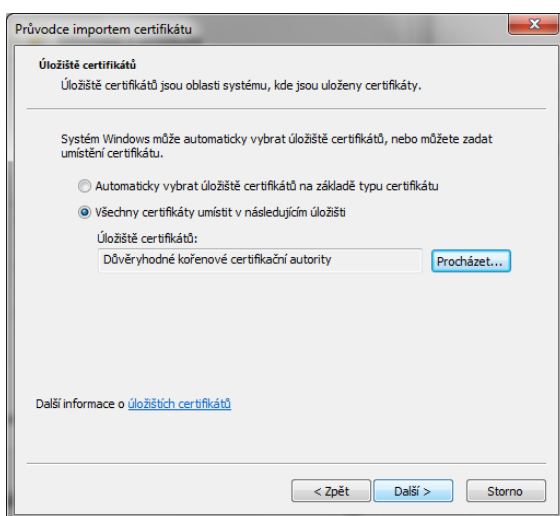 Průvodce importem certifikátu
Úložiště certifikátů
Úložiště certifikátů jsou oblasti systému, kde jsou uloženy certifikáty.
Systém Windows může automaticky vybrat úložiště certifikátů, nebo můžete zadat
umístění certifikátu.
Automaticky vybrat úložiště certifikátů na základě typu certifikátu
Všechny certifikáty umístit v následujícím úložišti
Úložiště certifikátů:
Důvěryhodné kořenové certifikační autority
Procházet...
Další informace o úložištích certifikátů
< Zpět
Další >
Storno